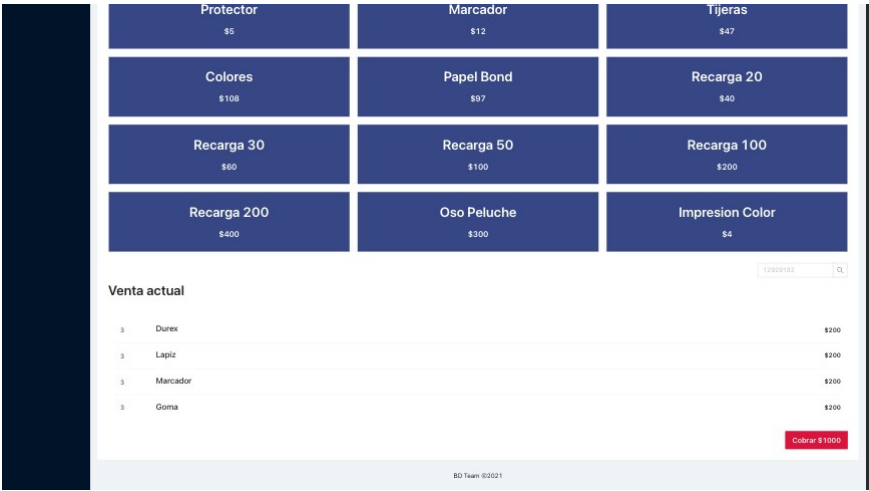 Protector Marcador Tijeras
$5 $12 $47
Colores Papel Bond Recarga 20
$108 $97 $40
Recarga 30 Recarga 50 Recarga 100
$60 $100 $200
Recarga 200 Oso Peluche Impresion Color
$400 $300 $4
12929182
Venta actual
3 Durex $200
3 Lapiz $200
3 Marcador $200
3 Goma $200
Cobrar $1000
BD Team ©2021